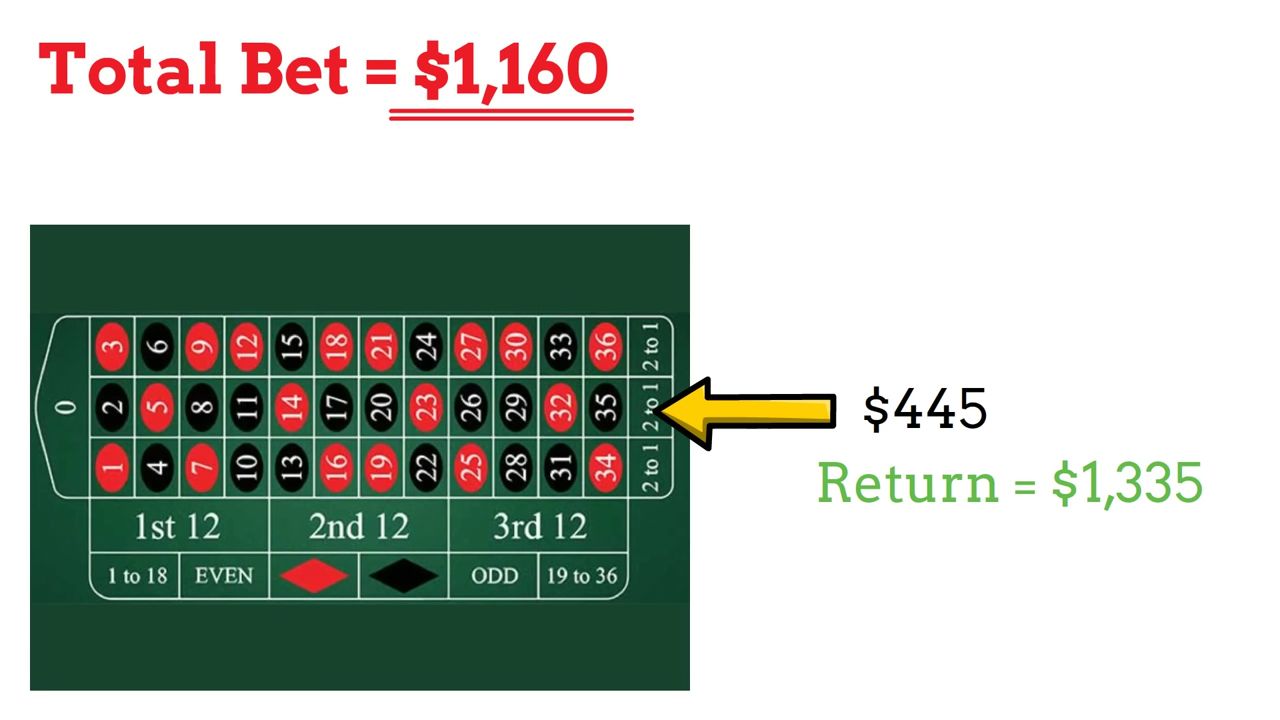 Total Bet = $1,160
3 6 9 12 15 18 21 24 27 30 33 36 2 to 1
0 2 5 8 11 14 17 20 23 26 29 32 35 2 to 1
1 4 7 10 13 16 19 22 25 28 31 34 2 to 1
1st 12 2nd 12 3rd 12
1 to 18 EVEN ODD 19 to 36
$445
Return = $1,335